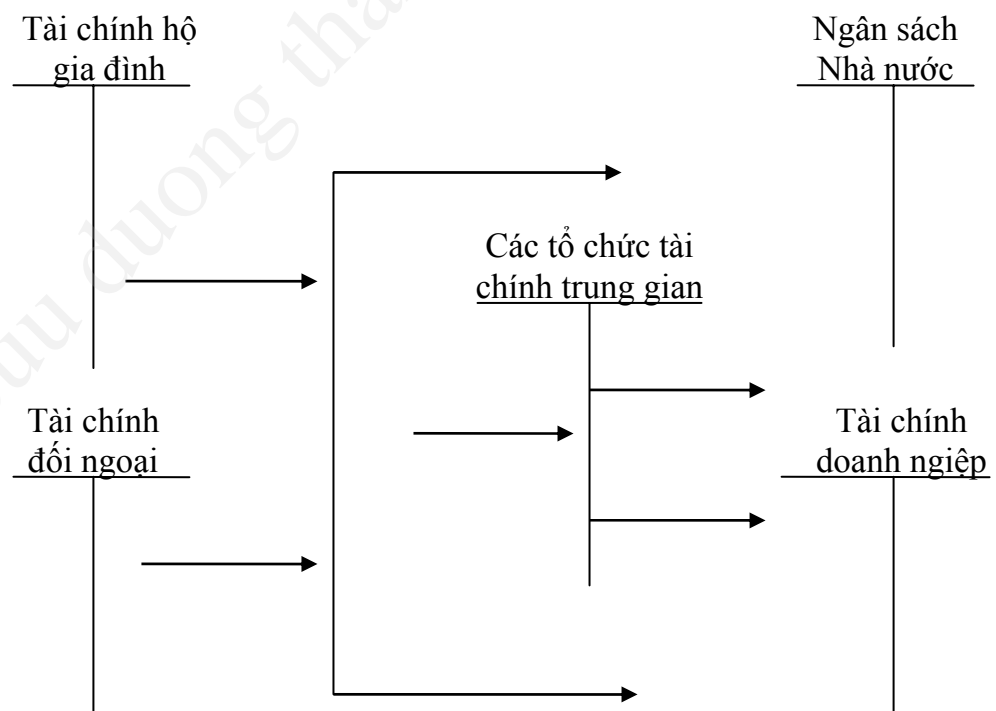 Tài chính hộ
gia đình
Ngân sách
Nhà nước
Các tổ chức tài
chính trung gian
Tài chính
đối ngoại
Tài chính
doanh ngiệp